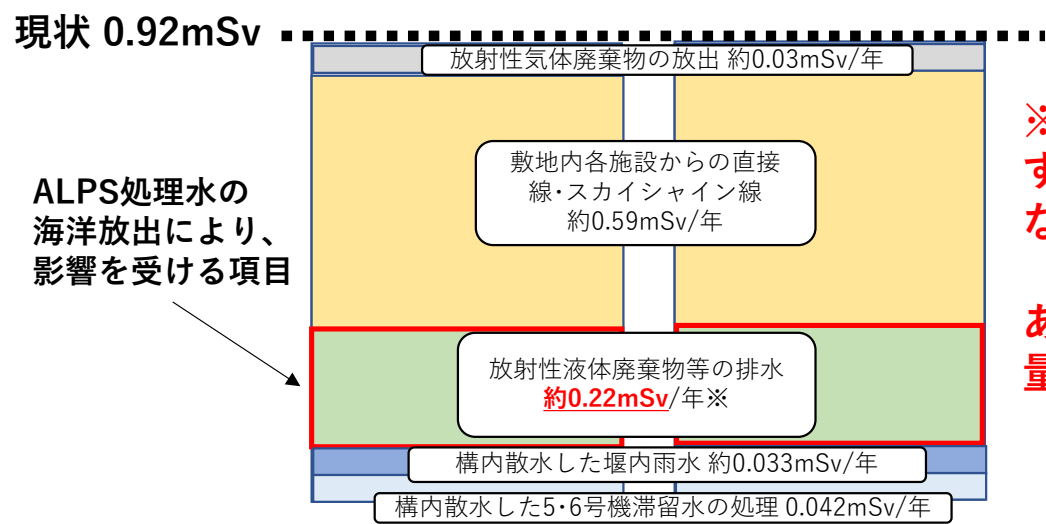 現状 0.92mSv
放射性気体廃棄物の放出 約0.03mSv/年
敷地内各施設からの直接
線･スカイシャイン線
約0.59mSv/年
ALPS処理水の
海洋放出により、
影響を受ける項目
放射性液体廃棄物等の排水
約0.22mSv/年※
構内散水した堰内雨水 約0.033mSv/年
構内散水した5･6号機滞留水の処理 0.042mSv/年
※
す
な
あ
量